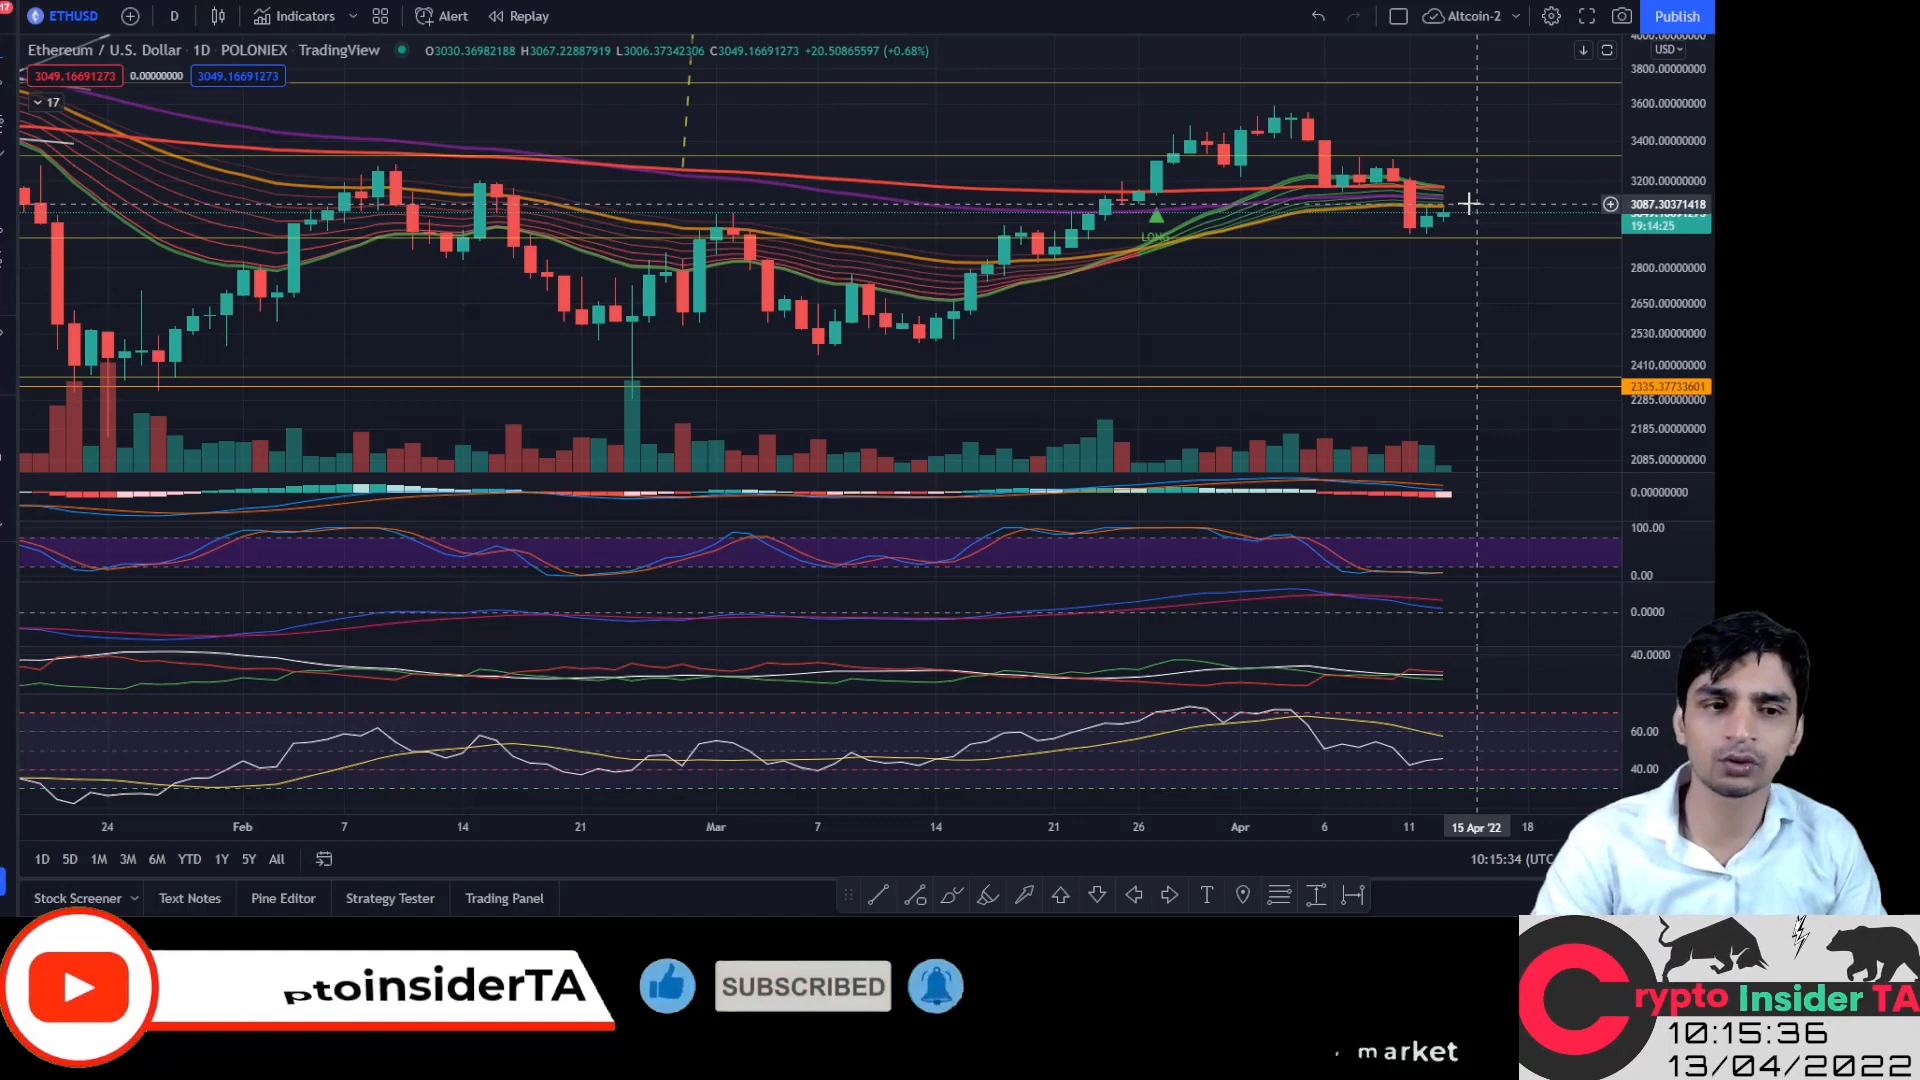 17
ETHUSD D Indicators Alert Replay Altcoin-2 Publish
Ethereum / U.S. Dollar · 1D · POLONIEX · TradingView O3030.36982188 H3067.22887919 L3006.37342306 C3049.16691273 +20.50865597 (+0.68%)
3049.16691273 0.00000000 3049.16691273
17
USD
3800.00000000
3600.00000000
3400.00000000
3200.00000000
3087.30371418
19:14:25
LONG
2800.00000000
2650.00000000
2530.00000000
2410.00000000
2335.37733601
2285.00000000
2185.00000000
2085.00000000
0.00000000
100.00
0.00
0.0000
40.0000
60.00
40.00
24 Feb 7 14 21 Mar 7 14 21 26 Apr 6 11 15 Apr '22 18
1D 5D 1M 3M 6M YTD 1Y 5Y All 10:15:34 (UTC
Stock Screener Text Notes Pine Editor Strategy Tester Trading Panel
ptoinsiderTA SUBSCRIBED
rypto Insider TA
10:15:36
13/04/2022
market